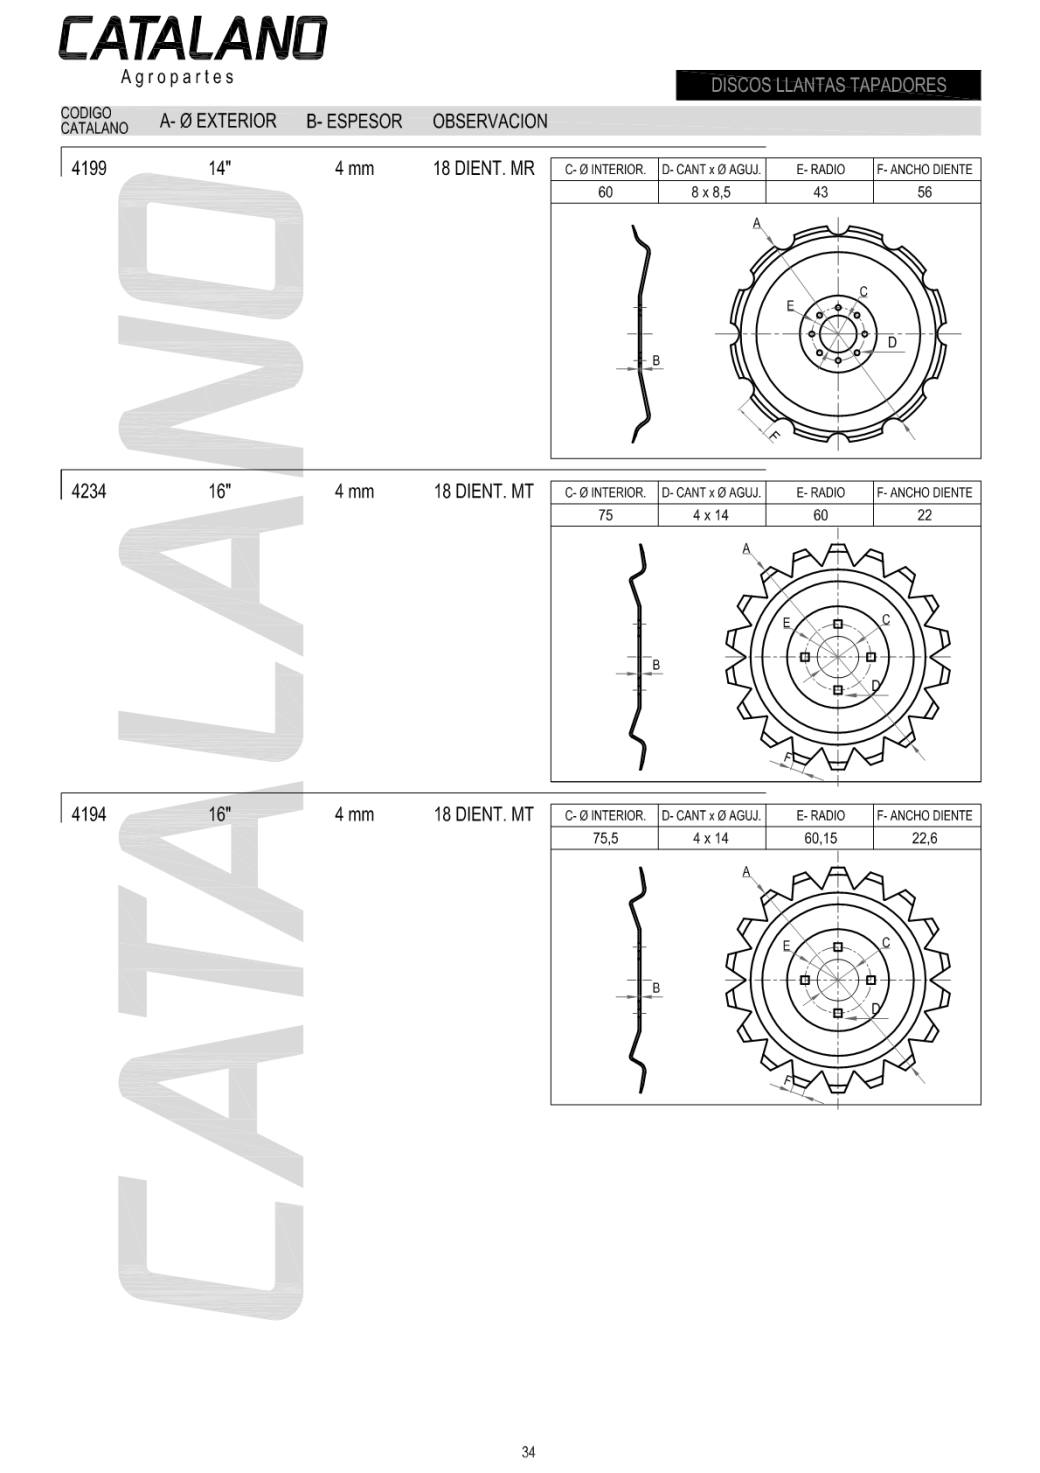 CATALANO
Agropartes
DISCOS LLANTAS TAPADORES
CODIGO
CATALANO A- Ø EXTERIOR B- ESPESOR OBSERVACION
4199 14" 4 mm 18 DIENT. MR
C- Ø INTERIOR. D- CANT x Ø AGUJ. E- RADIO F- ANCHO DIENTE
60 8 x 8,5 43 56
A
C
E
D
B
F
4234 16" 4 mm 18 DIENT. MT
C- Ø INTERIOR. D- CANT x Ø AGUJ. E- RADIO F- ANCHO DIENTE
75 4 x 14 60 22
A
E C
B
D
F
4194 16" 4 mm 18 DIENT. MT
C- Ø INTERIOR. D- CANT x Ø AGUJ. E- RADIO F- ANCHO DIENTE
75,5 4 x 14 60,15 22,6
A
E C
B
D
F
CATALANO
34